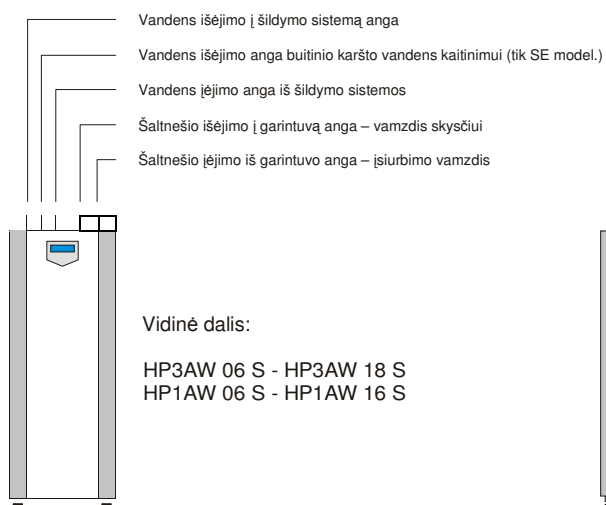 Vandens išėjimo į šildymo sistemą anga
Vandens išėjimo anga buitinio karšto vandens kaitinimui (tik SE model.)
Vandens įėjimo anga iš šildymo sistemos
Šaltnešio išėjimo į garintuvą anga – vamzdis skysčiui
Šaltnešio įėjimo iš garintuvo anga – įsiurbimo vamzdis
Vidinė dalis:
HP3AW 06 S - HP3AW 18 S
HP1AW 06 S - HP1AW 16 S